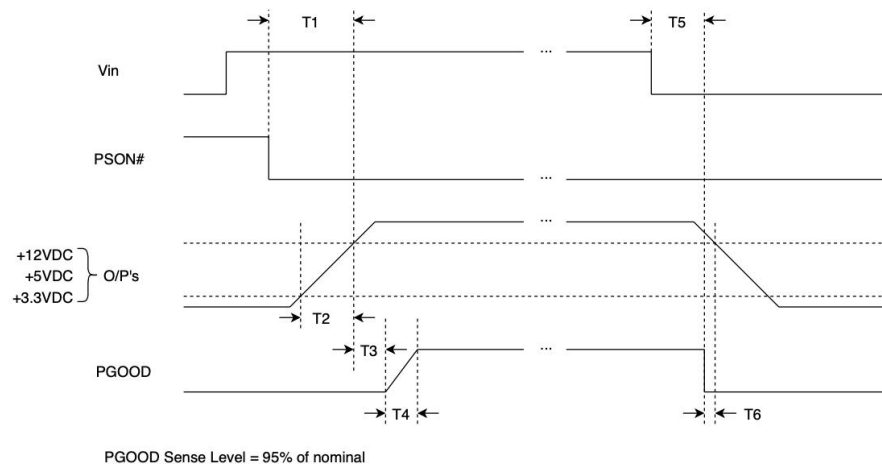 T1
T5
...
Vin
PSON#
...
...
+12VDC
+5VDC
+3.3VDC
O/P's
T2
T3
...
PGOOD
T4
T6
PGOOD Sense Level = 95% of nominal